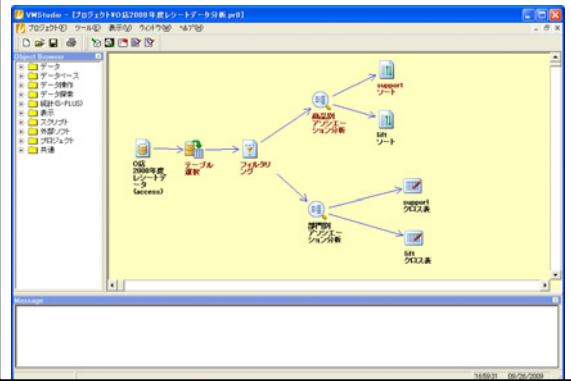 VMStudio - [プロジェクト¥O店2008年度レシートデータ分析.pr0]
プロジェクト(F) ツール(E) 表示(V) ウィンドウ(W) ヘルプ(H)
Object Browser
データ
データベース
データ操作
データ探索
統計(S-PLUS)
表示
スクリプト
外部ソフト
プロジェクト
共通
O店
2008年度
レシートデ
ータ
(access)
テーブル
選択
フィルタリ
ング
商品別
アソシエー
ション分析
support
ソート
lift
ソート
部門別
アソシエー
ション分析
support
クロス表
lift
クロス表
Message
08/26/2009